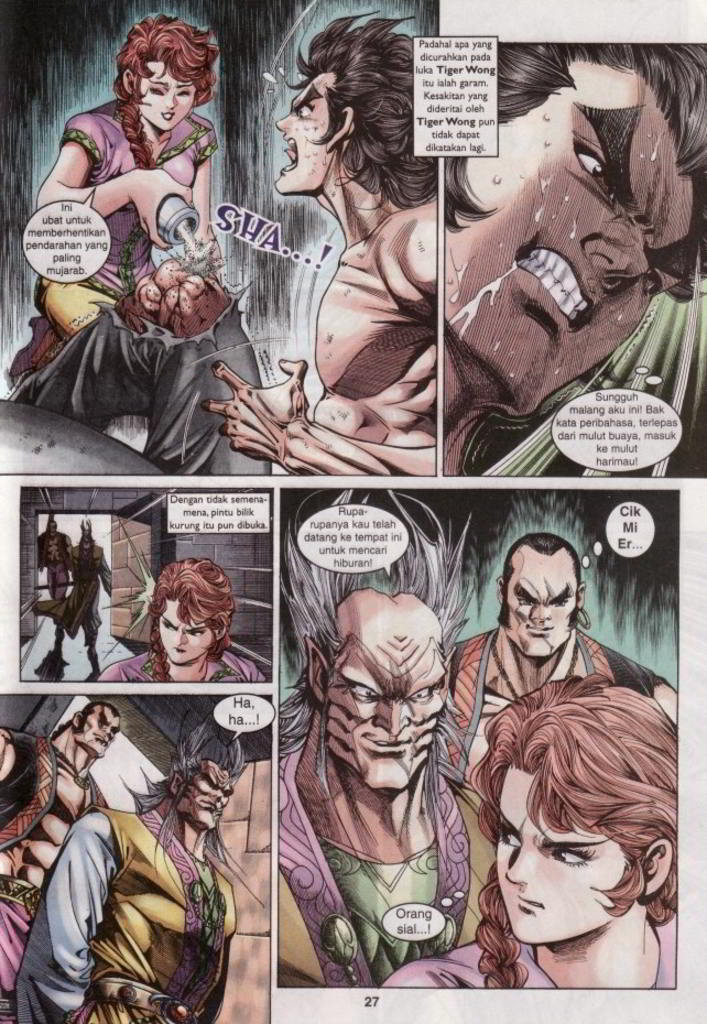 Ini
ubat untuk
memberhentikan
pendarahan yang
paling
mujarab.
SHA....!
Padahal apa yang
dicurahkan pada
luka Tiger Wong
itu ialah garam.
Kesakitan yang
dideritai oleh
Tiger Wong pun
tidak dapat
dikatakan lagi.
Sungguh
malang aku ini! Bak
kata peribahasa, terlepas
dari mulut buaya, masuk
ke mulut
harimau!
Dengan tidak semena-
mena, pintu bilik
kurung itu pun dibuka.
Rupa-
rupanya kau telah
datang ke tempat ini
untuk mencari
hiburan!
Cik
Mi
Er...
Ha,
ha...!
Orang
sial...!
27